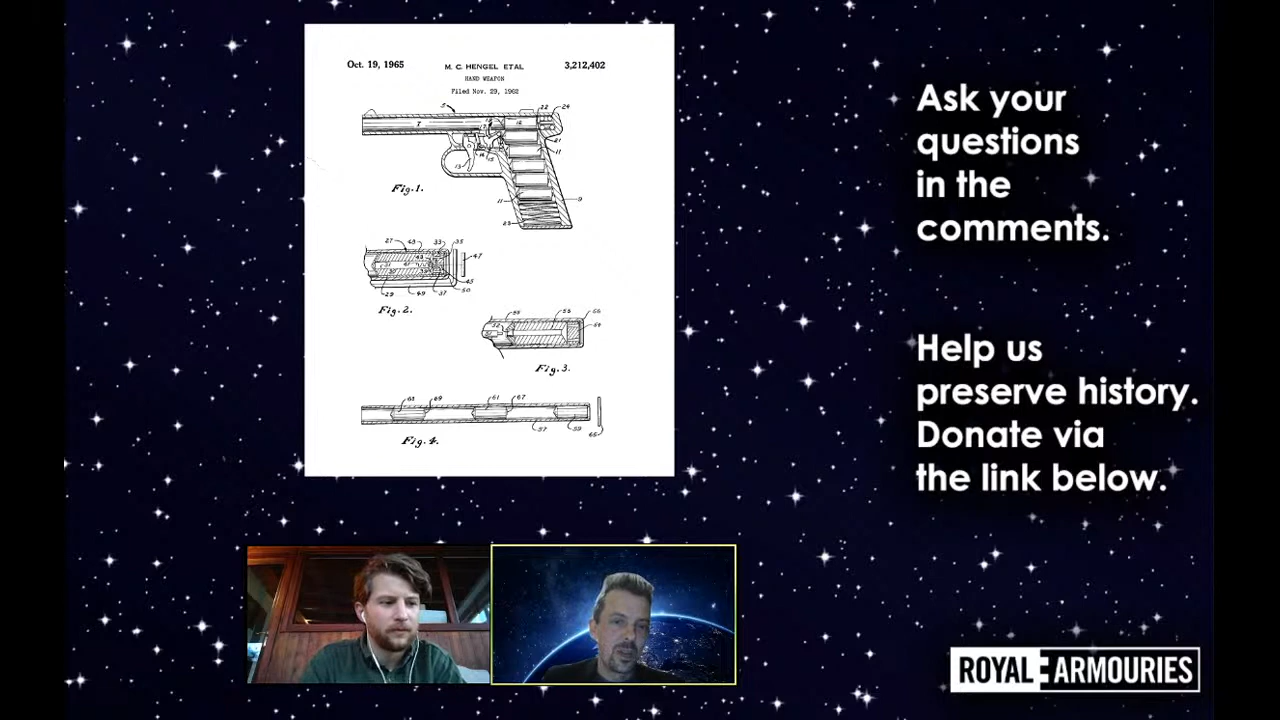 Oct. 19, 1965
M. C. HENGEL ETAL
3,212,402
HAND WEAPON
Filed Nov. 29, 1962
Fig. 1.
Fig. 2.
Fig. 3.
Fig. 4.
Ask your
questions
in the
comments.
Help us
preserve history.
Donate via
the link below.
ROYAL ARMOURIES